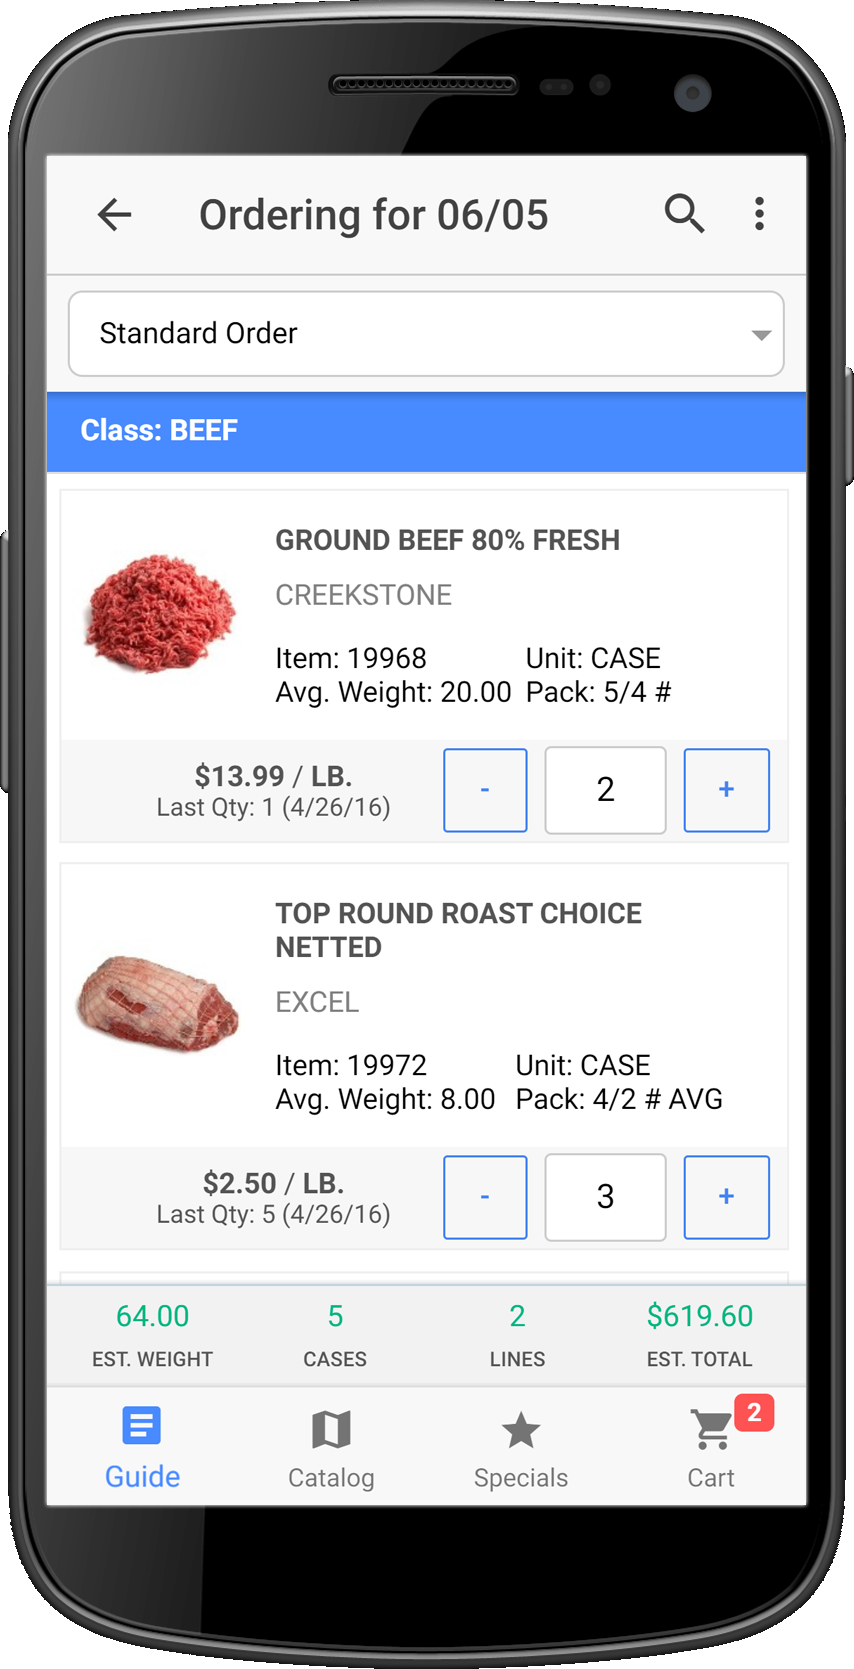 Ordering for 06/05
Standard Order
Class: BEEF
GROUND BEEF 80% FRESH
CREEKSTONE
Item: 19968 Unit: CASE
Avg. Weight: 20.00 Pack: 5/4 #
$13.99 / LB.
Last Qty: 1 (4/26/16)
- 2 +
TOP ROUND ROAST CHOICE
NETTED
EXCEL
Item: 19972 Unit: CASE
Avg. Weight: 8.00 Pack: 4/2 # AVG
$2.50 / LB.
Last Qty: 5 (4/26/16)
- 3 +
64.00 5 2 $619.60
EST. WEIGHT CASES LINES EST. TOTAL
2
Guide Catalog Specials Cart